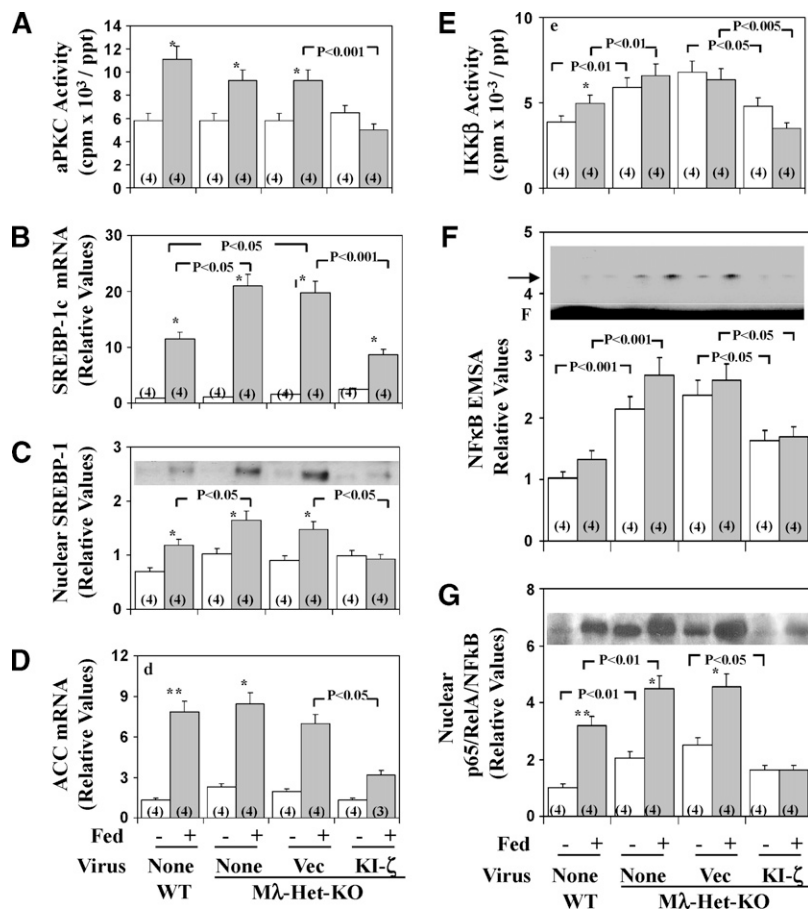 A
aPKC Activity
(cpm x 10³ / ppt)
14
12
10
8
6
4
2
0
*
*
*
P<0.001
(4) (4) (4) (4) (4) (4) (4) (4)
B
SREBP-1c mRNA
(Relative Values)
30
20
10
0
P<0.05
P<0.05
P<0.001
*
*
*
*
(4) (4) (4) (4) (4) (4) (4) (4)
C
Nuclear SREBP-1
(Relative Values)
3
2
1
0
P<0.05
P<0.05
*
*
*
(4) (4) (4) (4) (4) (4) (4) (4)
D
d
ACC mRNA
(Relative Values)
12
9
6
3
0
**
*
P<0.05
(4) (4) (4) (4) (4) (4) (4) (3)
Fed - + - + - + - +
Virus None None Vec KI-ζ
WT Mλ-Het-KO
E
e
IKKβ Activity
(cpm x 10⁻³ / ppt)
10
5
0
P<0.005
P<0.01
P<0.05
P<0.01
*
(4) (4) (4) (4) (4) (4) (4) (4)
F
NFκB EMSA
Relative Values
5
4
3
2
1
0
F
P<0.001
P<0.05
P<0.001
P<0.05
(4) (4) (4) (4) (4) (4) (4) (4)
G
Nuclear
p65/RelA/NFkB
(Relative Values)
8
6
4
2
0
P<0.01
P<0.05
P<0.01
**
*
*
(4) (4) (4) (4) (4) (4) (4) (4)
Fed - + - + - + - +
Virus None None Vec KI-ζ
WT Mλ-Het-KO